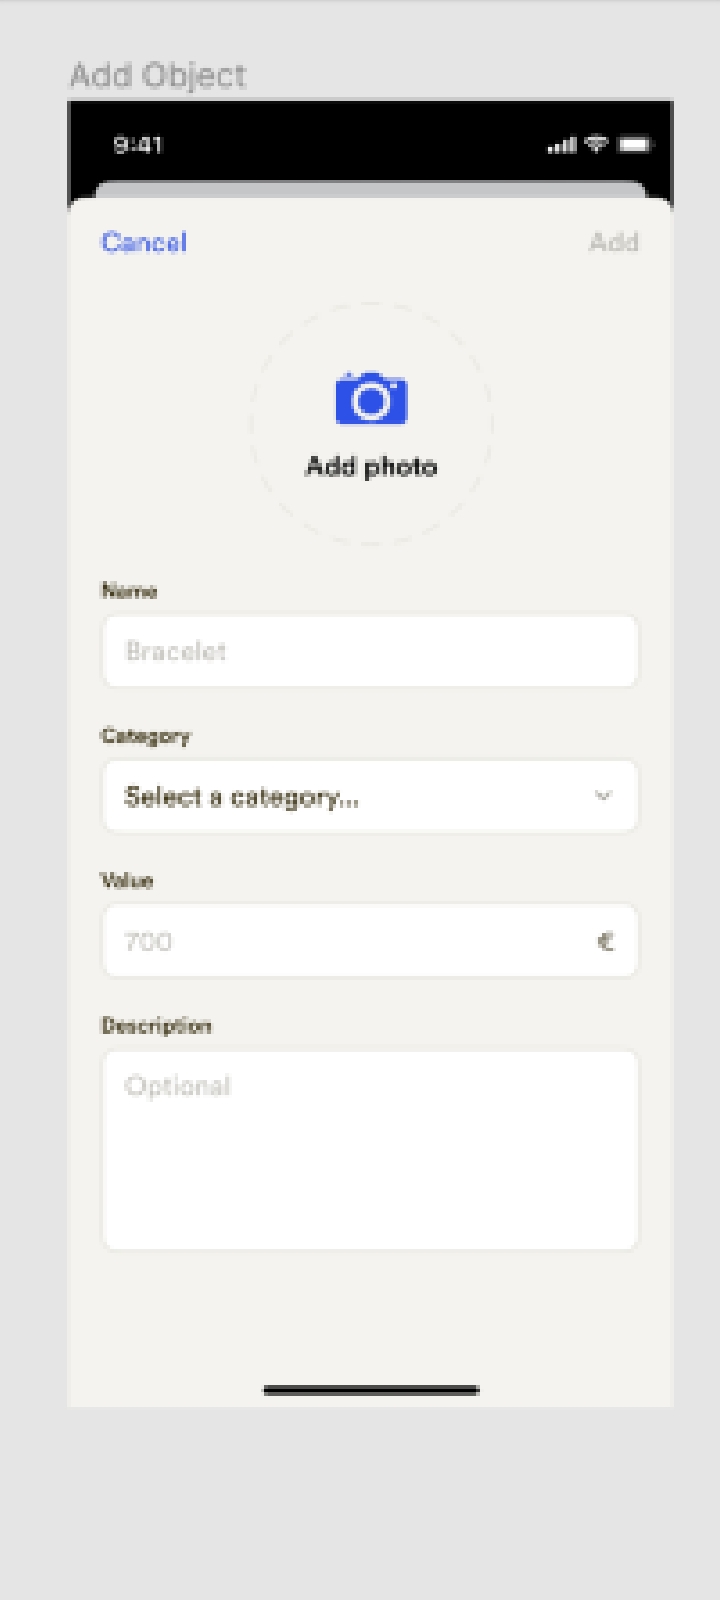 Add Object
9:41
Cancel
Add
Add photo
Name
Bracelet
Category
Select a category...
Value
700
€
Description
Optional